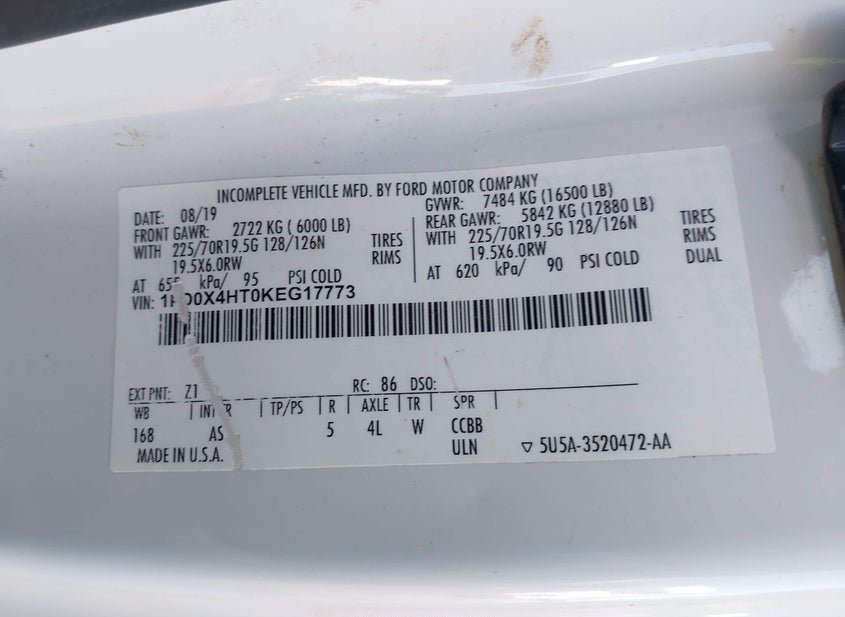 INCOMPLETE VEHICLE MFD. BY FORD MOTOR COMPANY
DATE: 08/19 GVWR: 7484 KG (16500 LB)
FRONT GAWR: 2722 KG ( 6000 LB) REAR GAWR: 5842 KG (12880 LB)
WITH 225/70R19.5G 128/126N TIRES WITH 225/70R19.5G 128/126N TIRES
19.5X6.0RW RIMS 19.5X6.0RW RIMS
AT kPa/ 95 PSI COLD AT 620 kPa/ 90 PSI COLD DUAL
VIN:
EXT PNT: Z1 RC: 86 DSO:
WB TP/PS R AXLE TR SPR
168 AS 5 4L W CCBB
MADE IN U.S.A. ULN ▽ 5U5A-3520472-AA